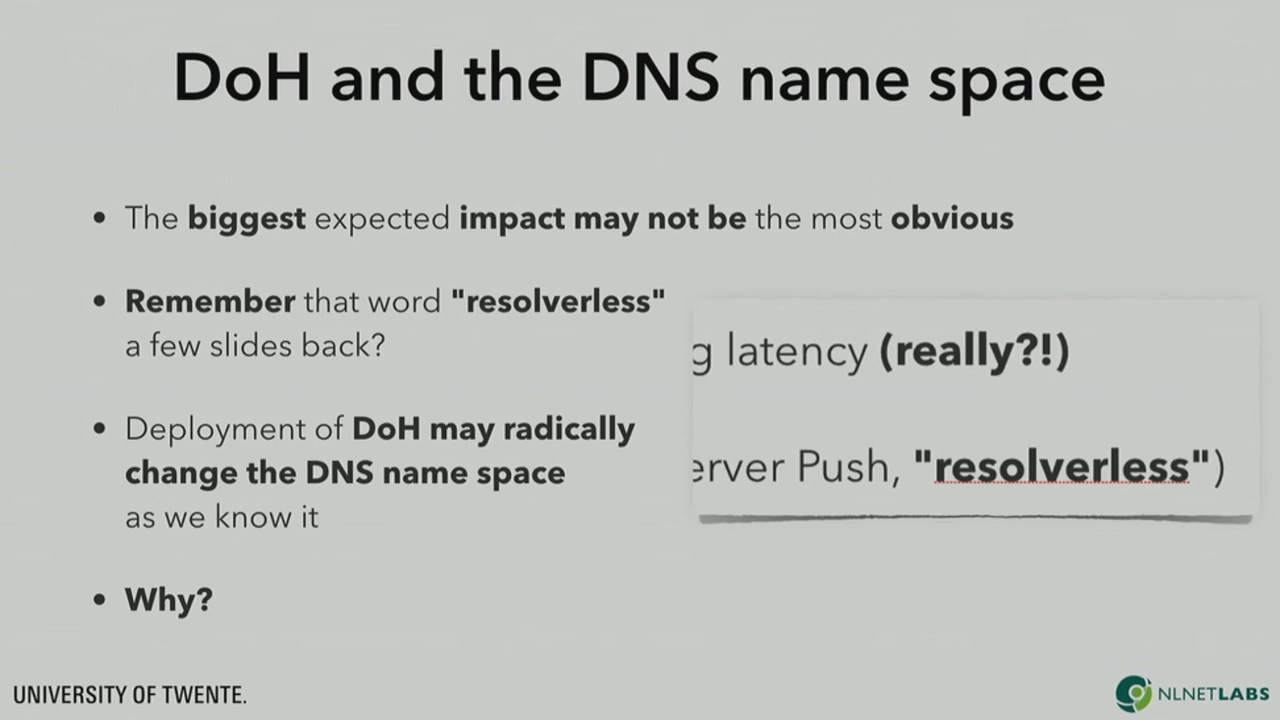 DoH and the DNS name space
• The biggest expected impact may not be the most obvious
• Remember that word "resolverless"
a few slides back?
g latency (really?!)
erver Push, "resolverless")
• Deployment of DoH may radically
change the DNS name space
as we know it
• Why?
UNIVERSITY OF TWENTE.
NLNETLABS